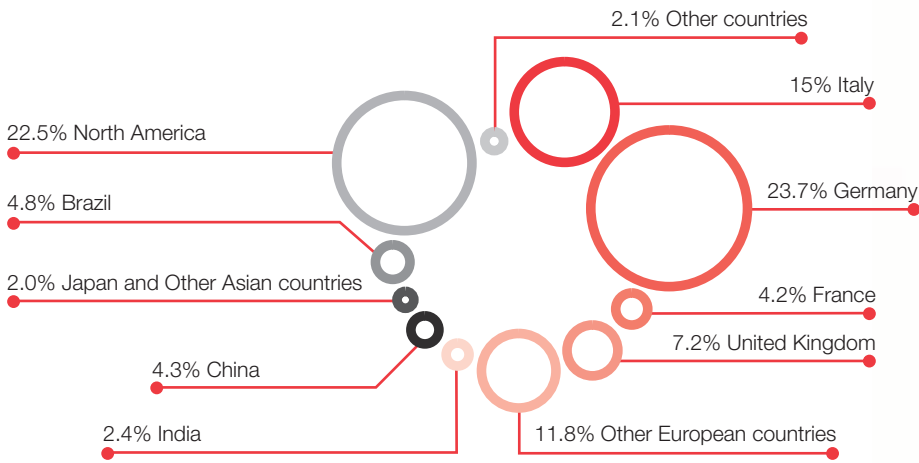 2.1% Other countries
15% Italy
22.5% North America
23.7% Germany
4.8% Brazil
2.0% Japan and Other Asian countries
4.2% France
7.2% United Kingdom
4.3% China
2.4% India
11.8% Other European countries